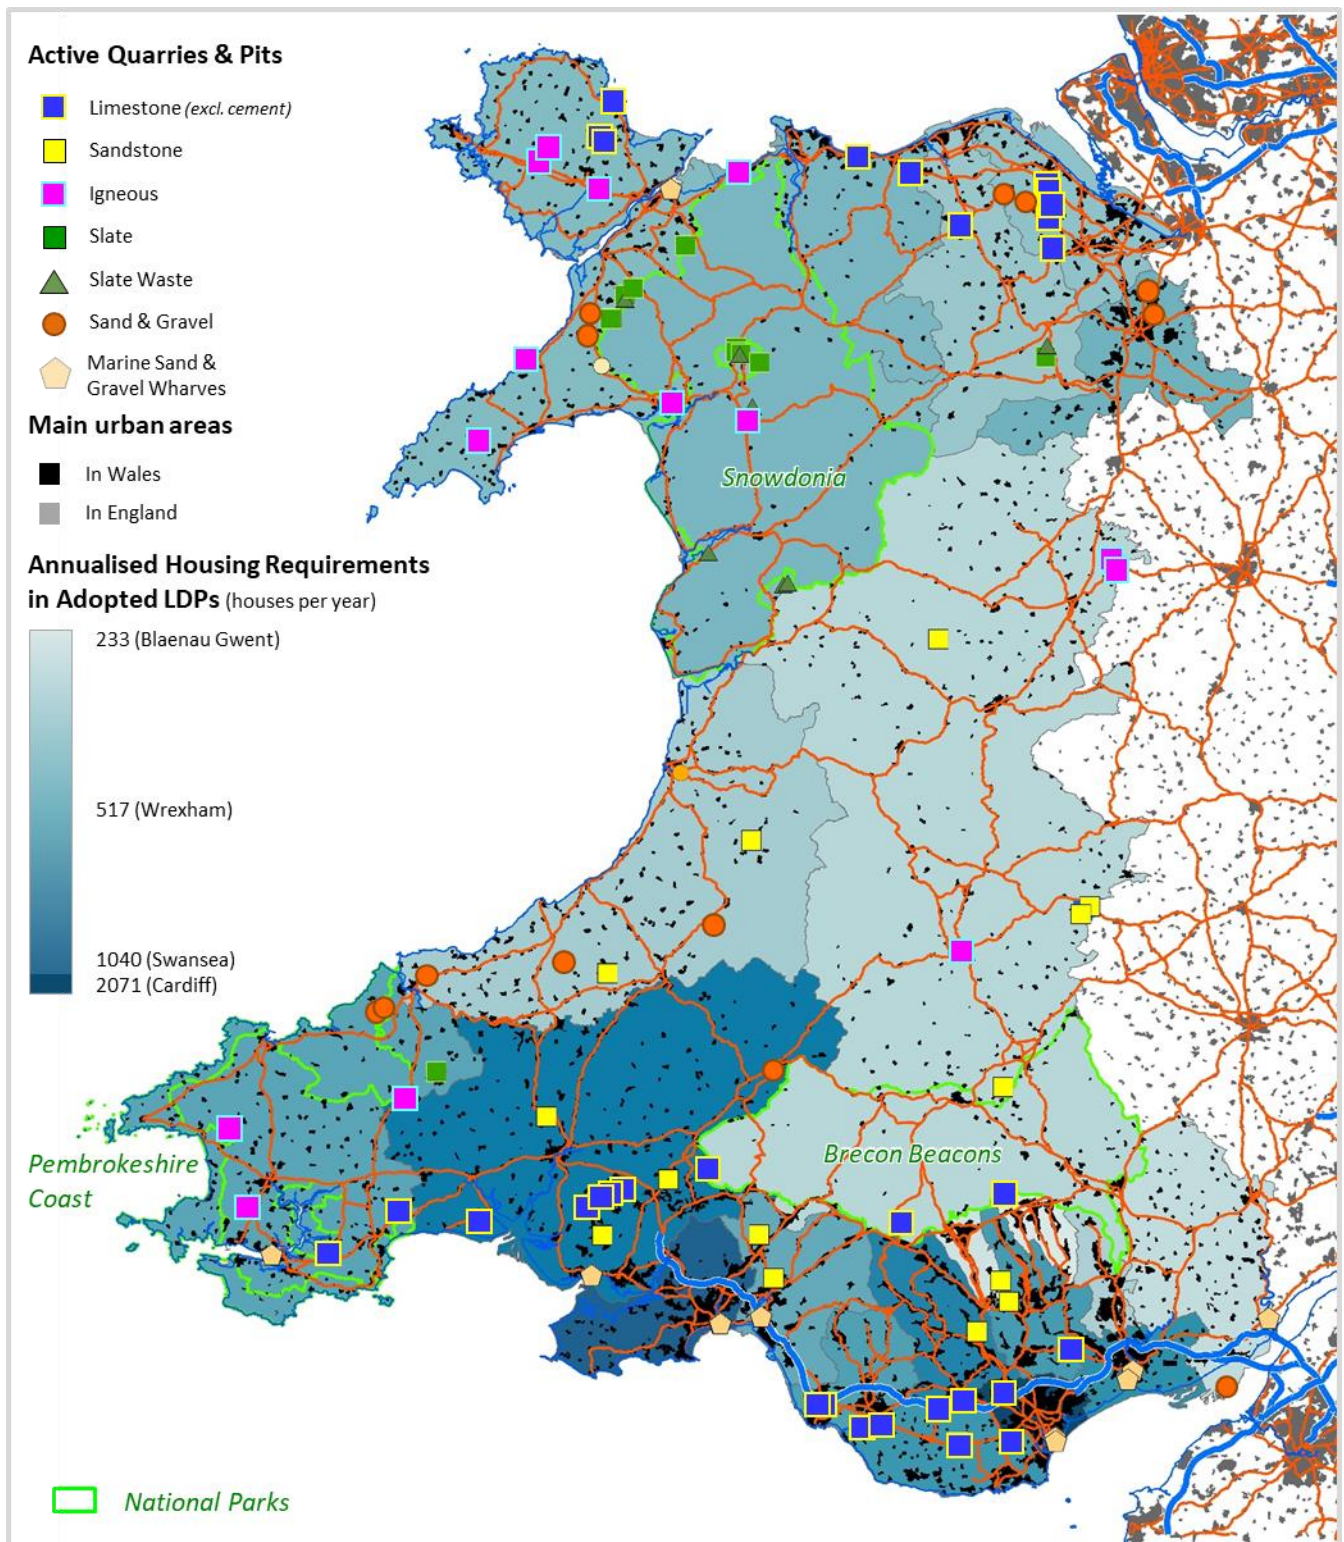 Active Quarries & Pits
Limestone (excl. cement)
Sandstone
Igneous
Slate
Slate Waste
Sand & Gravel
Marine Sand &
Gravel Wharves
Main urban areas
In Wales
In England
Annualised Housing Requirements
in Adopted LDPs (houses per year)
233 (Blaenau Gwent)
517 (Wrexham)
1040 (Swansea)
2071 (Cardiff)
Snowdonia
Brecon Beacons
Pembrokeshire
Coast
National Parks